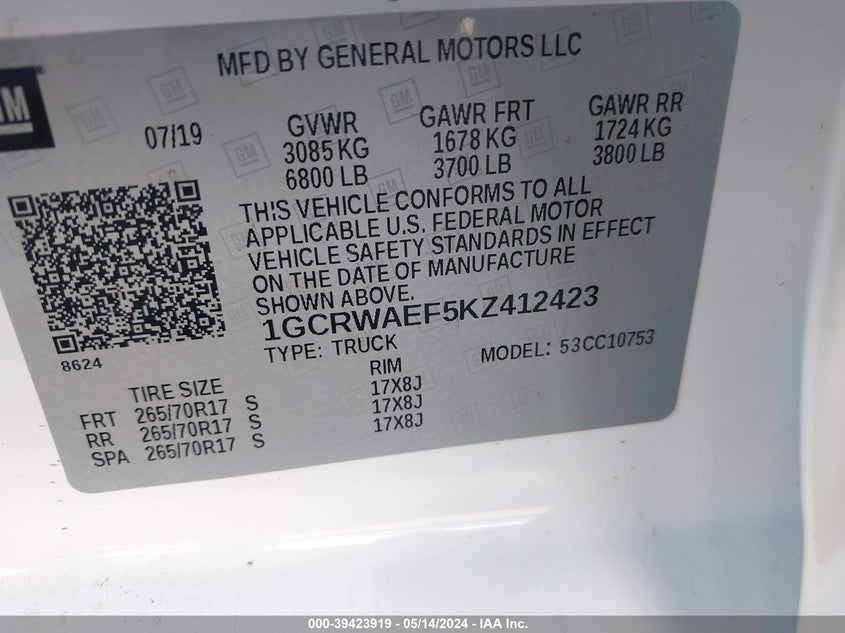 MFD BY GENERAL MOTORS LLC
GM
07/19
GVWR
3085 KG
6800 LB
GAWR FRT
1678 KG
3700 LB
GAWR RR
1724 KG
3800 LB
THIS VEHICLE CONFORMS TO ALL
APPLICABLE U.S. FEDERAL MOTOR
VEHICLE SAFETY STANDARDS IN EFFECT
ON THE DATE OF MANUFACTURE
SHOWN ABOVE.
1GCRWAEF5KZ412423
8624
TYPE: TRUCK
MODEL: 53CC10753
TIRE SIZE RIM
FRT 265/70R17 S 17X8J
RR 265/70R17 S 17X8J
SPA 265/70R17 S 17X8J
000-39423919 - 05/14/2024 - IAA Inc.